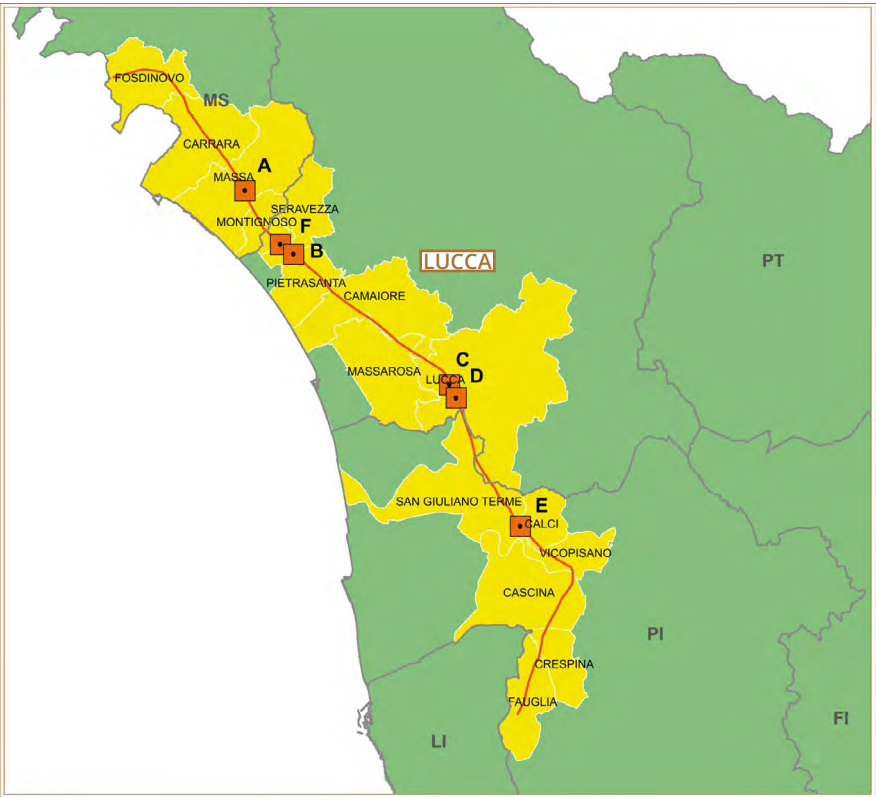 FOSDINOVO
MS
CARRARA
A
MASSA
SERAVEZZA
MONTIGNOSO
F
B
LUCCA
PT
PIETRASANTA
CAMAIORE
C
MASSAROSA
LUCCA
D
SAN GIULIANO TERME
E
CALCI
VICOPISANO
CASCINA
PI
CRESPINA
FAUGLIA
FI
LI